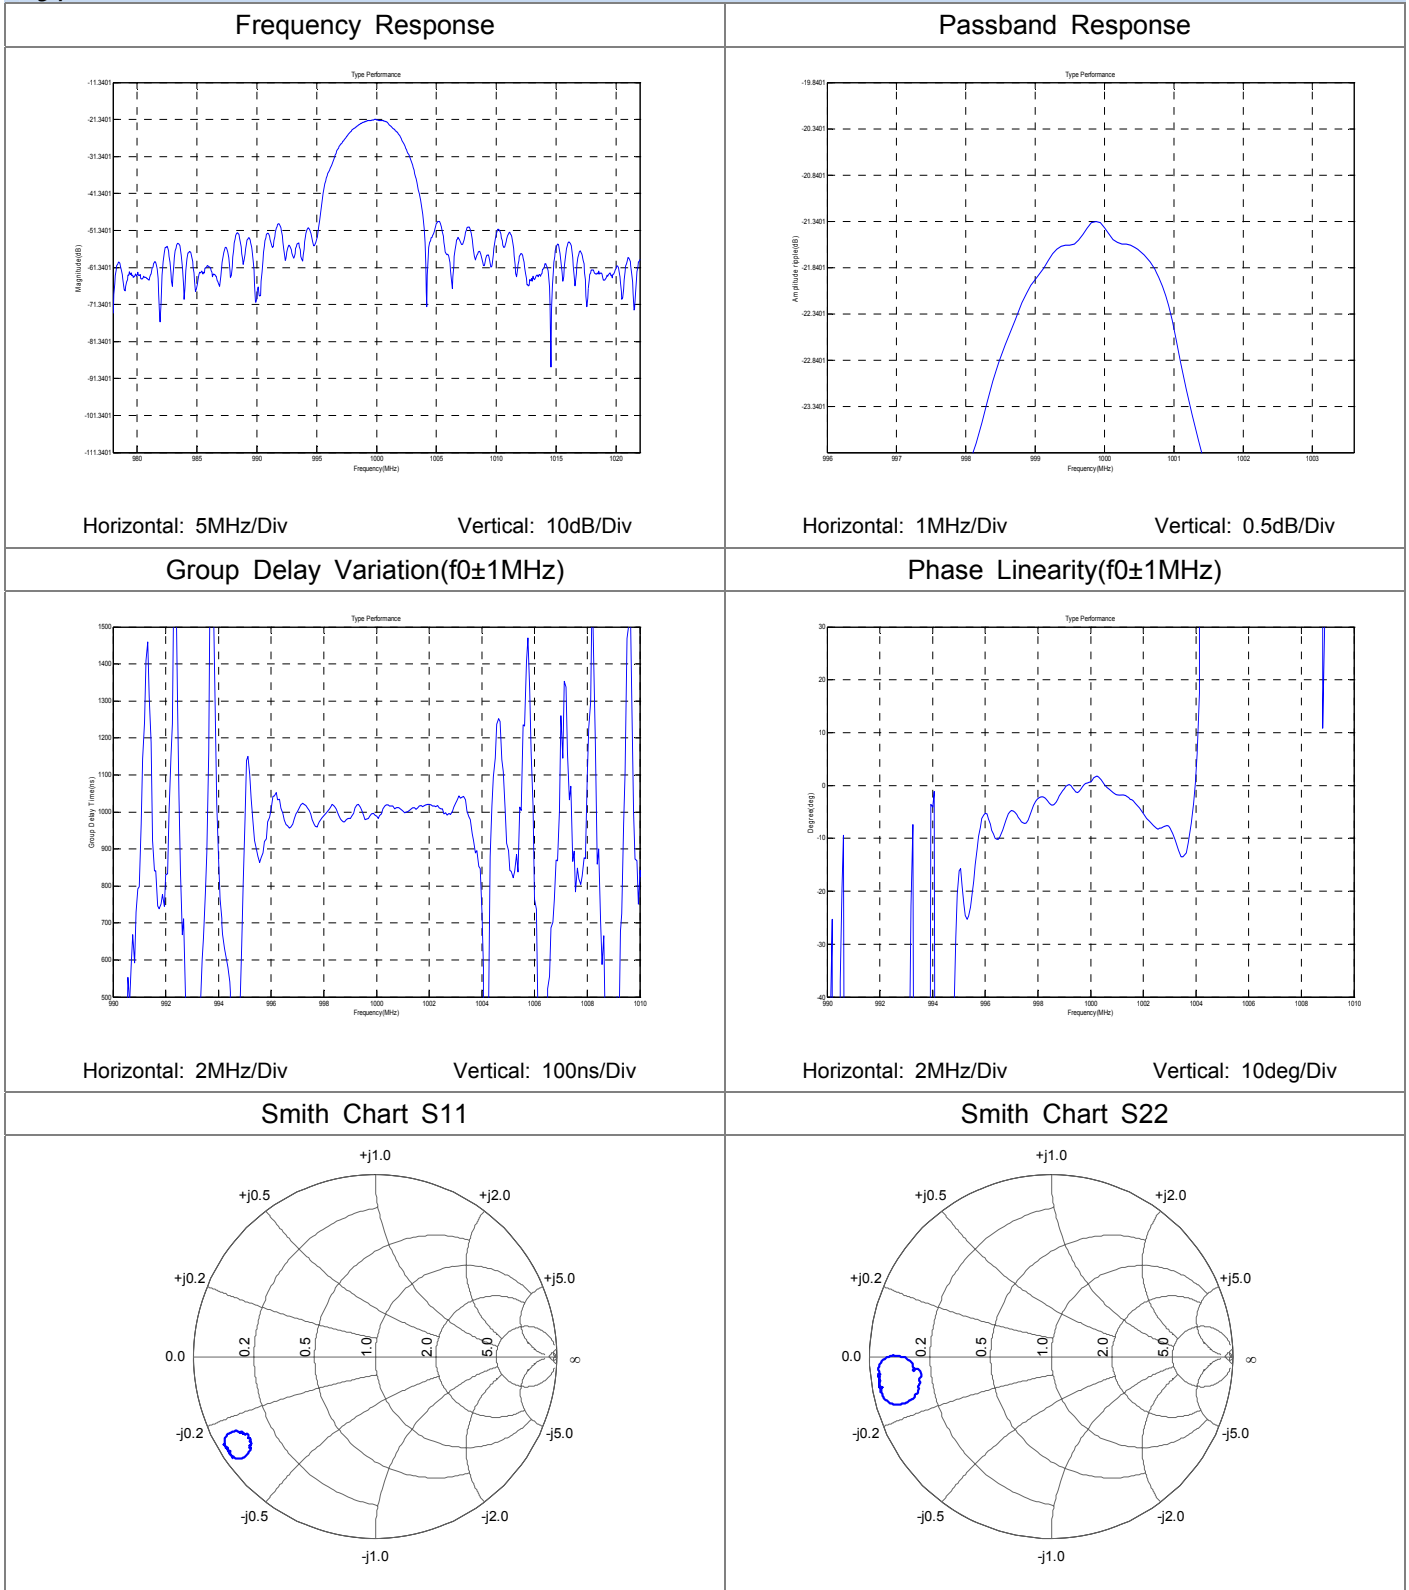 Frequency Response
Passband Response
Type Performance
-11.3401
-21.3401
-31.3401
-41.3401
-51.3401
-61.3401
-71.3401
-81.3401
-91.3401
-101.3401
-111.3401
Magnitude(dB)
980 985 990 995 1000 1005 1010 1015 1020
Frequency(MHz)
Horizontal: 5MHz/Div Vertical: 10dB/Div
Type Performance
-19.8401
-20.3401
-20.8401
-21.3401
-21.8401
-22.3401
-22.8401
-23.3401
Amplitude ripple(dB)
996 997 998 999 1000 1001 1002 1003
Frequency(MHz)
Horizontal: 1MHz/Div Vertical: 0.5dB/Div
Group Delay Variation(f0±1MHz)
Phase Linearity(f0±1MHz)
Type Performance
1500
1400
1300
1200
1100
1000
900
800
700
600
500
Group Delay Time(ns)
990 992 994 996 998 1000 1002 1004 1006 1008 1010
Frequency(MHz)
Horizontal: 2MHz/Div Vertical: 100ns/Div
Type Performance
30
20
10
0
-10
-20
-30
-40
Degree(deg)
990 992 994 996 998 1000 1002 1004 1006 1008 1010
Frequency(MHz)
Horizontal: 2MHz/Div Vertical: 10deg/Div
Smith Chart S11
Smith Chart S22
+j1.0
+j0.5 +j2.0
+j0.2 +j5.0
0.0 0.2 0.5 1.0 2.0 5.0 ∞
-j0.2 -j5.0
-j0.5 -j2.0
-j1.0
+j1.0
+j0.5 +j2.0
+j0.2 +j5.0
0.0 0.2 0.5 1.0 2.0 5.0 ∞
-j0.2 -j5.0
-j0.5 -j2.0
-j1.0